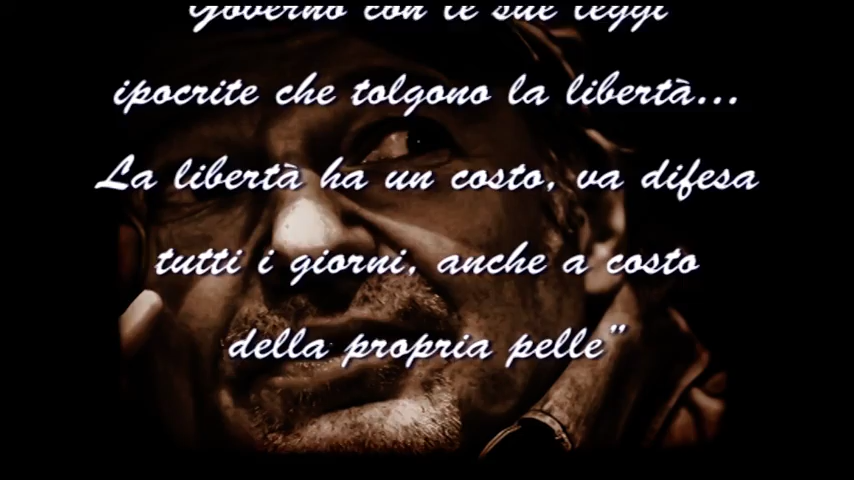 Governo con le sue leggi
ipocrite che tolgono la libertà...
La libertà ha un costo, va difesa
tutti i giorni, anche a costo
della propria pelle"